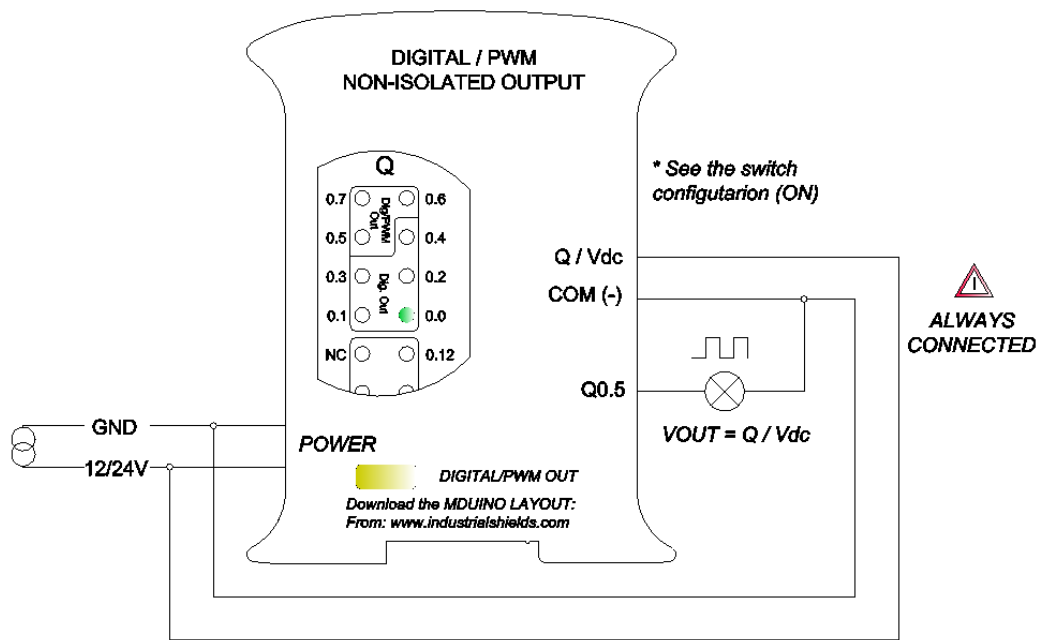 DIGITAL / PWM
NON-ISOLATED OUTPUT
Q
0.7
0.6
Dig/PWM
Out
0.5
0.4
0.3
0.2
Dig. Out
0.1
0.0
NC
0.12
* See the switch
configutarion (ON)
Q / Vdc
COM (-)
ALWAYS
CONNECTED
Q0.5
VOUT = Q / Vdc
GND
12/24V
POWER
DIGITAL/PWM OUT
Download the MDUINO LAYOUT:
From: www.industrialshields.com